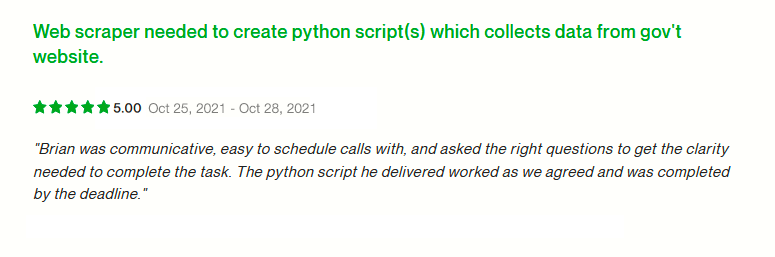 Web scraper needed to create python script(s) which collects data from gov't
website.
5.00 Oct 25, 2021 - Oct 28, 2021
"Brian was communicative, easy to schedule calls with, and asked the right questions to get the clarity
needed to complete the task. The python script he delivered worked as we agreed and was completed
by the deadline."